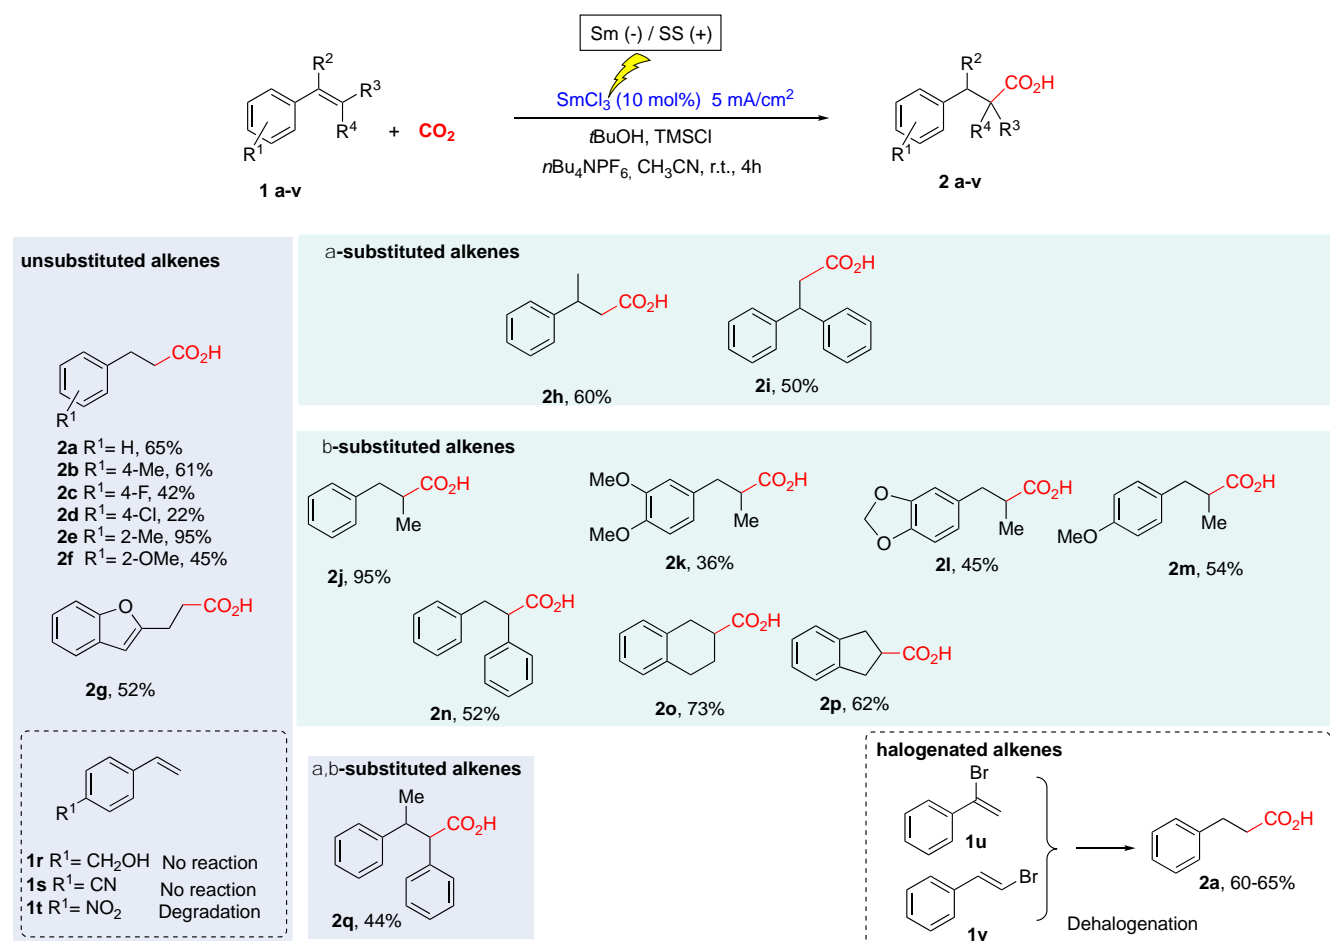 Sm (-) / SS (+)
SmCl3 (10 mol%) 5 mA/cm2
tBuOH, TMSCl
nBu4NPF6, CH3CN, r.t., 4h
R2
R3
R4
R1
+ CO2
1 a-v
R2
CO2H
R4 R3
R1
2 a-v
unsubstituted alkenes
CO2H
R1
2a R1= H, 65%
2b R1= 4-Me, 61%
2c R1= 4-F, 42%
2d R1= 4-Cl, 22%
2e R1= 2-Me, 95%
2f R1= 2-OMe, 45%
O
CO2H
2g, 52%
R1
1r R1= CH2OH No reaction
1s R1= CN No reaction
1t R1= NO2 Degradation
a-substituted alkenes
CO2H
2h, 60%
CO2H
2i, 50%
b-substituted alkenes
CO2H
Me
2j, 95%
MeO
MeO
CO2H
Me
2k, 36%
O
O
CO2H
Me
2l, 45%
CO2H
MeO
Me
2m, 54%
CO2H
2n, 52%
CO2H
2o, 73%
CO2H
2p, 62%
a,b-substituted alkenes
Me
CO2H
2q, 44%
halogenated alkenes
Br
1u
Br
1v
Dehalogenation
CO2H
2a, 60-65%